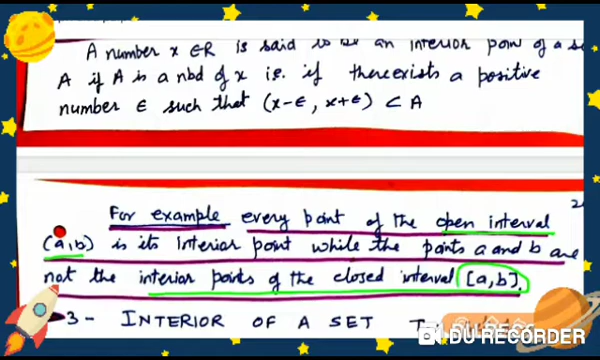 A number x ∈R is said to be an interior point of a
A if A is a nbd of x i.e. if there exists a positive
number ϵ such that (x-ϵ, x+ϵ) ⊂ A
For example every point of the open interval
(a,b) is its Interior point while the points a and b are
not the interior points of the closed interval [a,b].
3- INTERIOR OF A SET
DU RECORDER